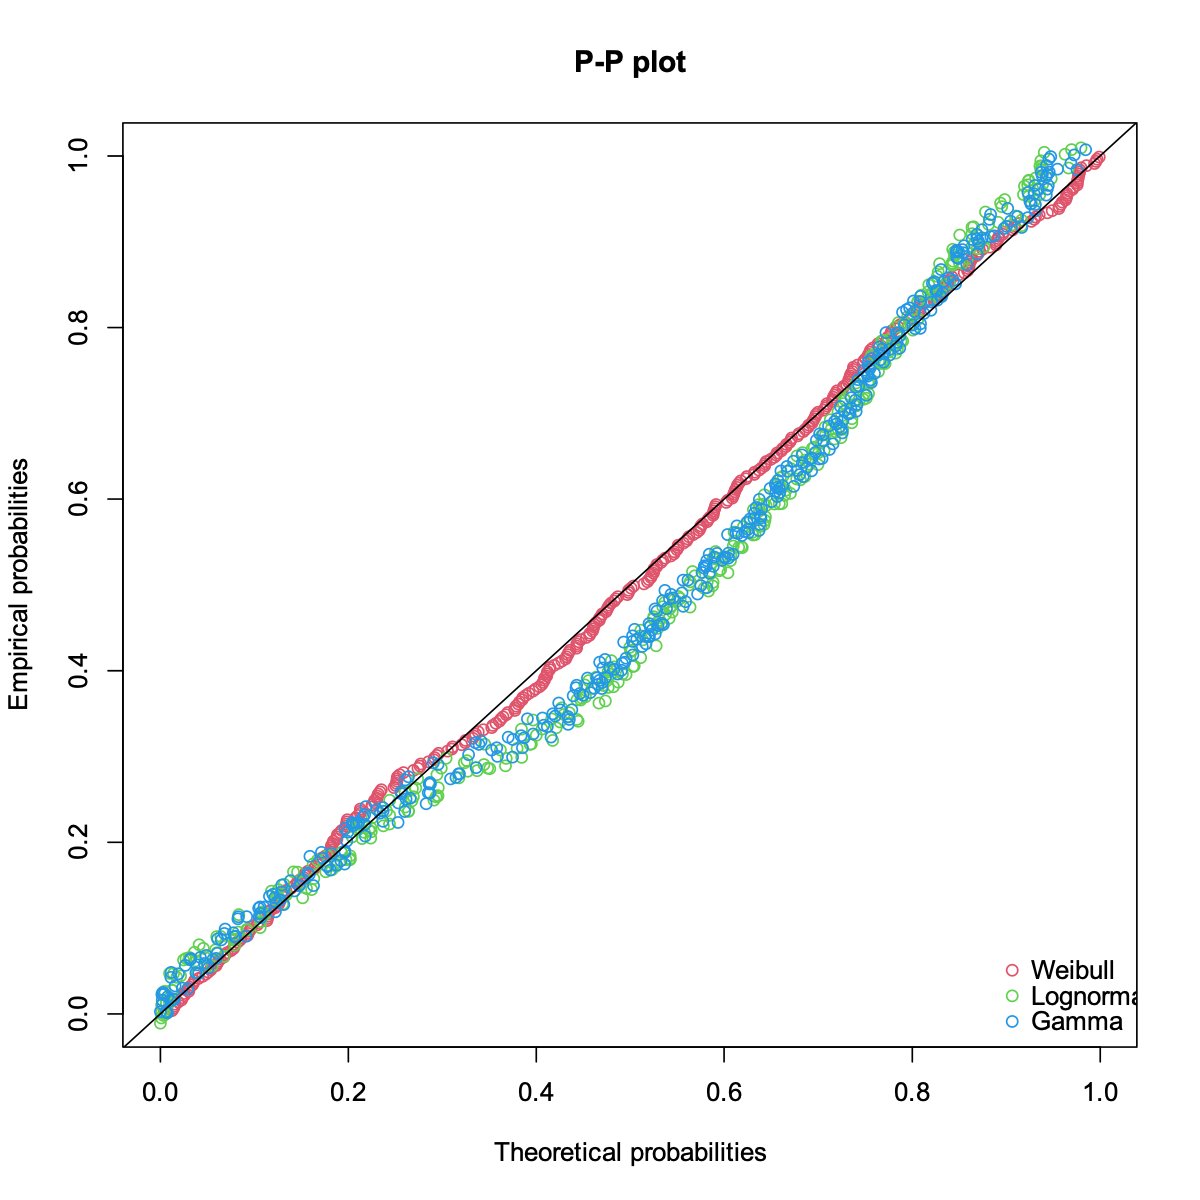 P-P plot
Empirical probabilities
1.0
0.8
0.6
0.4
0.2
0.0
Weibull
Lognorma
Gamma
0.0 0.2 0.4 0.6 0.8 1.0
Theoretical probabilities